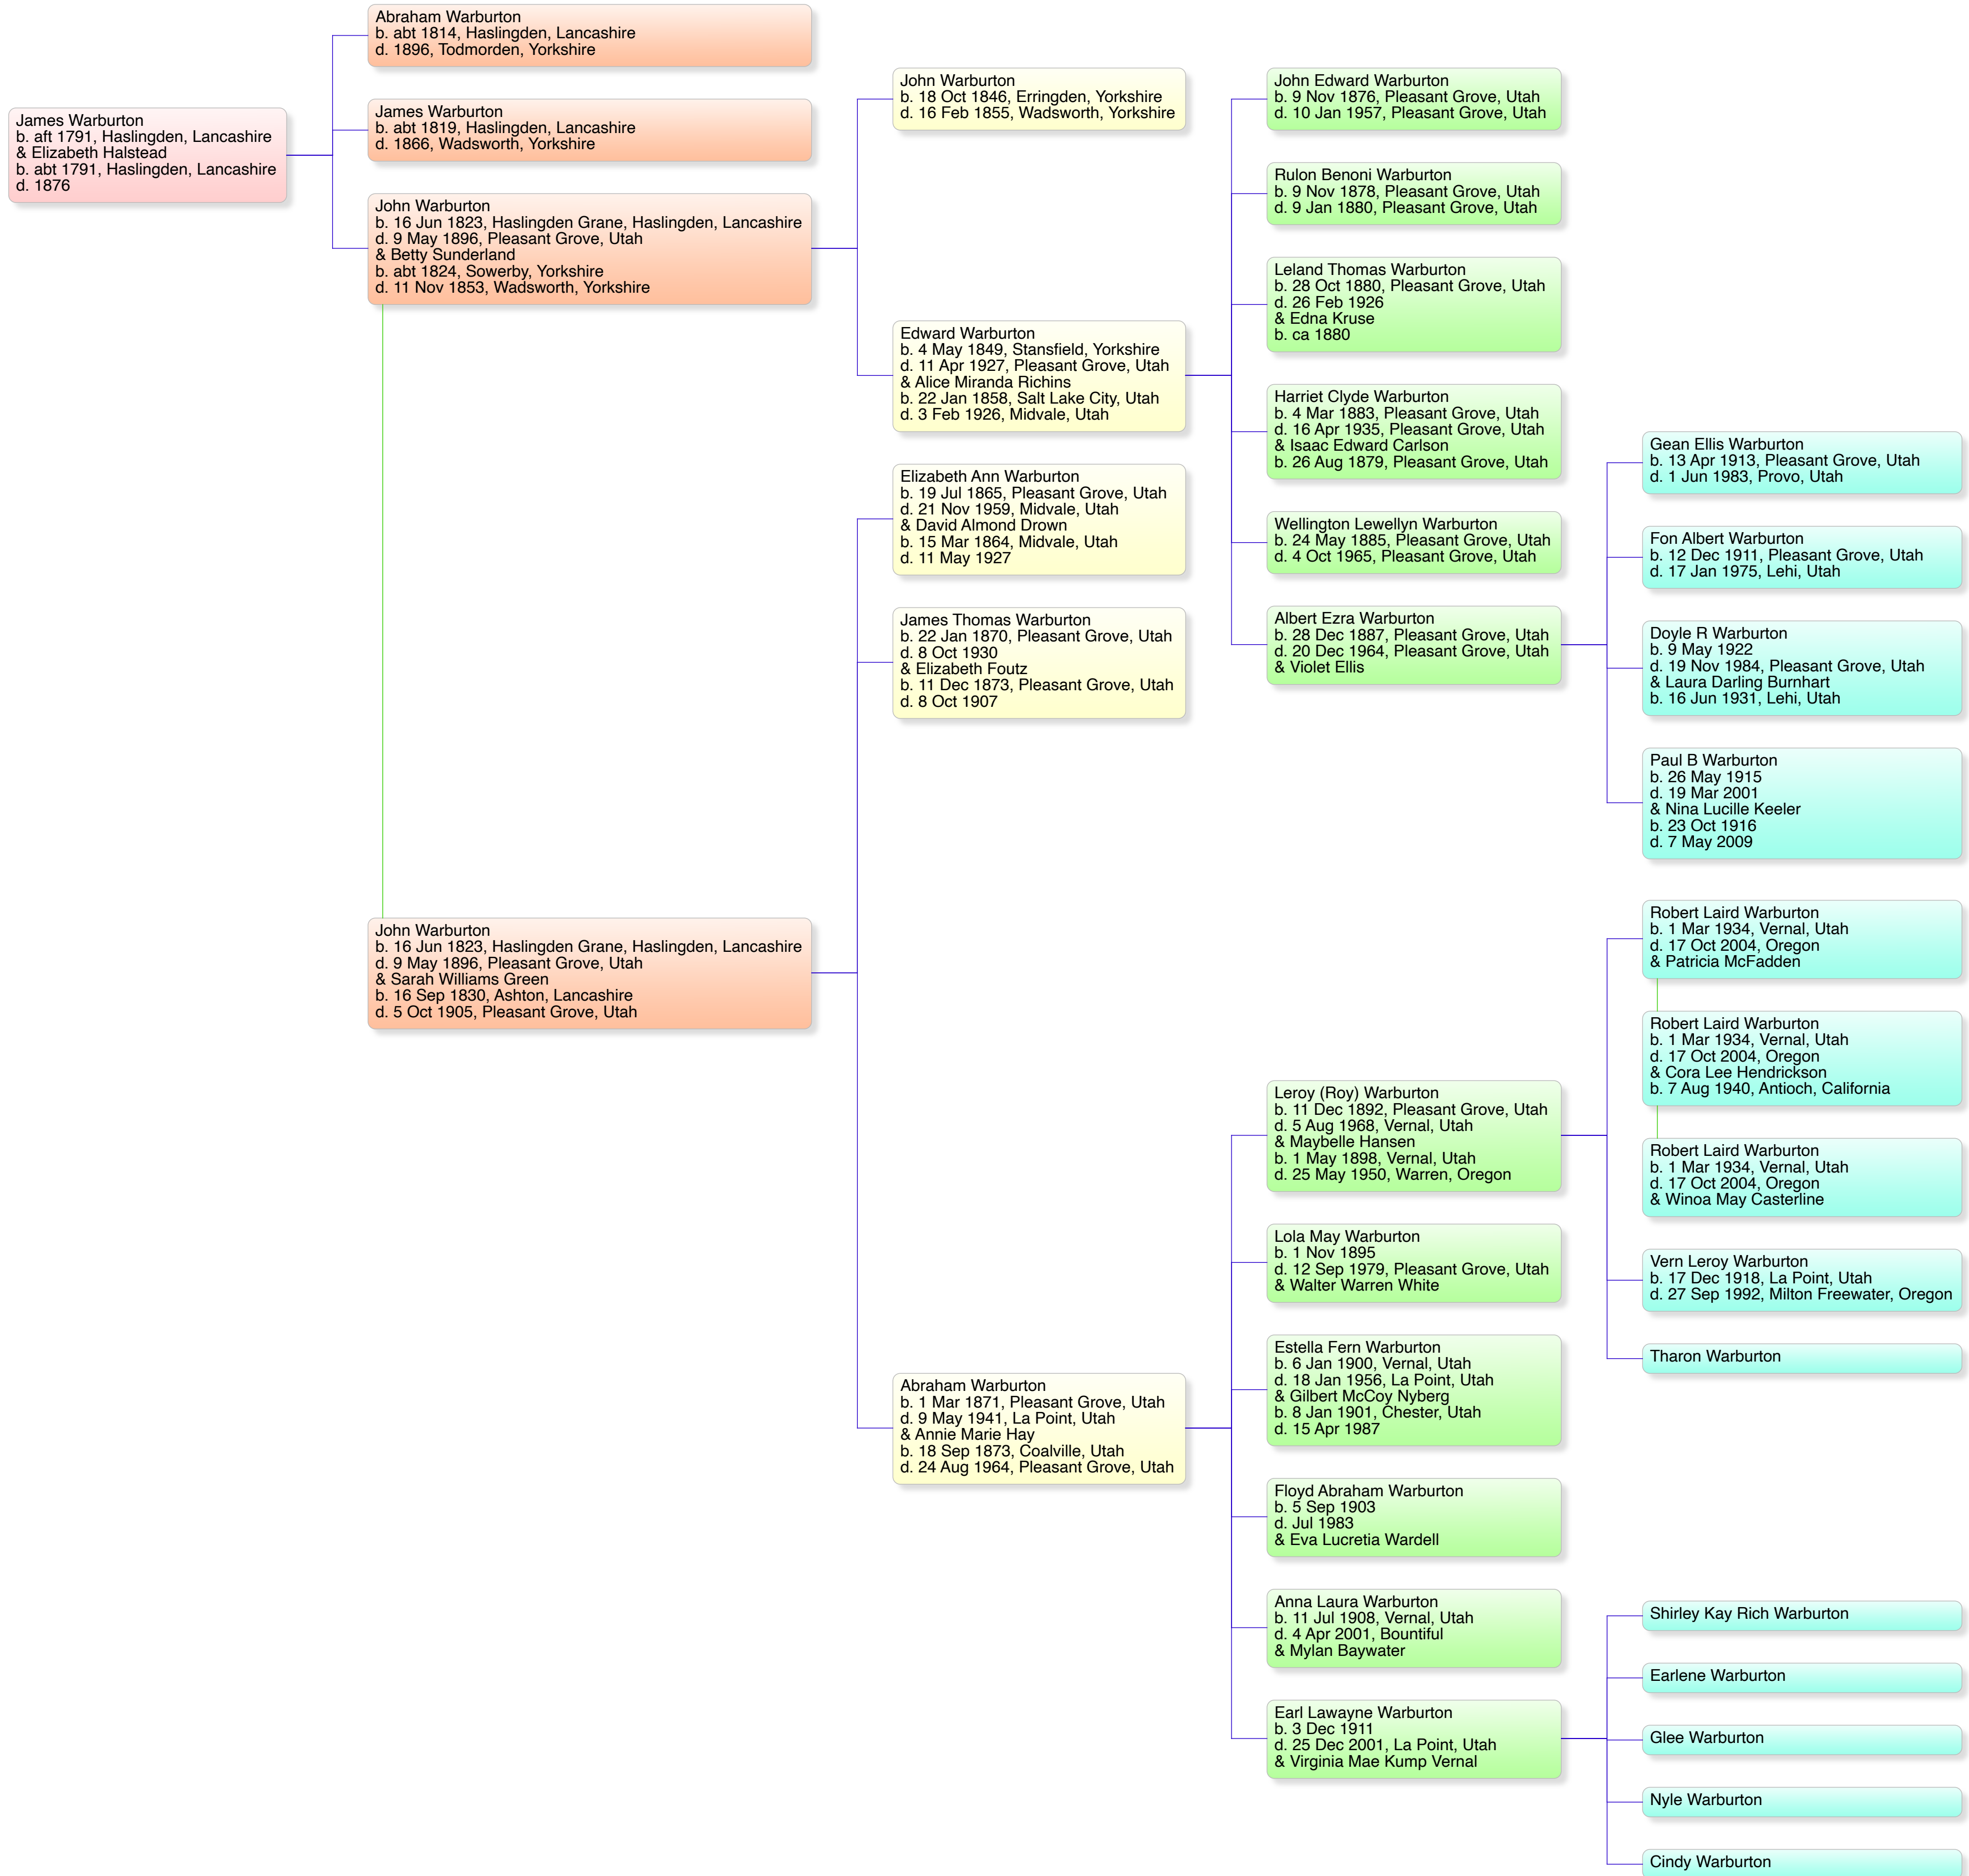 James Warburton
b. aft 1791, Haslingden, Lancashire
& Elizabeth Halstead
b. abt 1791, Haslingden, Lancashire
d. 1876
Abraham Warburton
b. abt 1814, Haslingden, Lancashire
d. 1896, Todmorden, Yorkshire
James Warburton
b. abt 1819, Haslingden, Lancashire
d. 1866, Wadsworth, Yorkshire
John Warburton
b. 16 Jun 1823, Haslingden Grane, Haslingden, Lancashire
d. 9 May 1896, Pleasant Grove, Utah
& Betty Sunderland
b. abt 1824, Sowerby, Yorkshire
d. 11 Nov 1853, Wadsworth, Yorkshire
John Warburton
b. 16 Jun 1823, Haslingden Grane, Haslingden, Lancashire
d. 9 May 1896, Pleasant Grove, Utah
& Sarah Williams Green
b. 16 Sep 1830, Ashton, Lancashire
d. 5 Oct 1905, Pleasant Grove, Utah
John Warburton
b. 18 Oct 1846, Erringden, Yorkshire
d. 16 Feb 1855, Wadsworth, Yorkshire
Edward Warburton
b. 4 May 1849, Stansfield, Yorkshire
d. 11 Apr 1927, Pleasant Grove, Utah
& Alice Miranda Richins
b. 22 Jan 1858, Salt Lake City, Utah
d. 3 Feb 1926, Midvale, Utah
Elizabeth Ann Warburton
b. 19 Jul 1865, Pleasant Grove, Utah
d. 21 Nov 1959, Midvale, Utah
& David Almond Drown
b. 15 Mar 1864, Midvale, Utah
d. 11 May 1927
James Thomas Warburton
b. 22 Jan 1870, Pleasant Grove, Utah
d. 8 Oct 1930
& Elizabeth Foutz
b. 11 Dec 1873, Pleasant Grove, Utah
d. 8 Oct 1907
Abraham Warburton
b. 1 Mar 1871, Pleasant Grove, Utah
d. 9 May 1941, La Point, Utah
& Annie Marie Hay
b. 18 Sep 1873, Coalville, Utah
d. 24 Aug 1964, Pleasant Grove, Utah
John Edward Warburton
b. 9 Nov 1876, Pleasant Grove, Utah
d. 10 Jan 1957, Pleasant Grove, Utah
Rulon Benoni Warburton
b. 9 Nov 1878, Pleasant Grove, Utah
d. 9 Jan 1880, Pleasant Grove, Utah
Leland Thomas Warburton
b. 28 Oct 1880, Pleasant Grove, Utah
d. 26 Feb 1926
& Edna Kruse
b. ca 1880
Harriet Clyde Warburton
b. 4 Mar 1883, Pleasant Grove, Utah
d. 16 Apr 1935, Pleasant Grove, Utah
& Isaac Edward Carlson
b. 26 Aug 1879, Pleasant Grove, Utah
Wellington Lewellyn Warburton
b. 24 May 1885, Pleasant Grove, Utah
d. 4 Oct 1965, Pleasant Grove, Utah
Albert Ezra Warburton
b. 28 Dec 1887, Pleasant Grove, Utah
d. 20 Dec 1964, Pleasant Grove, Utah
& Violet Ellis
Leroy (Roy) Warburton
b. 11 Dec 1892, Pleasant Grove, Utah
d. 5 Aug 1968, Vernal, Utah
& Maybelle Hansen
b. 1 May 1898, Vernal, Utah
d. 25 May 1950, Warren, Oregon
Lola May Warburton
b. 1 Nov 1895
d. 12 Sep 1979, Pleasant Grove, Utah
& Walter Warren White
Estella Fern Warburton
b. 6 Jan 1900, Vernal, Utah
d. 18 Jan 1956, La Point, Utah
& Gilbert McCoy Nyberg
b. 8 Jan 1901, Chester, Utah
d. 15 Apr 1987
Floyd Abraham Warburton
b. 5 Sep 1903
d. Jul 1983
& Eva Lucretia Wardell
Anna Laura Warburton
b. 11 Jul 1908, Vernal, Utah
d. 4 Apr 2001, Bountiful
& Mylan Baywater
Earl Lawayne Warburton
b. 3 Dec 1911
d. 25 Dec 2001, La Point, Utah
& Virginia Mae Kump Vernal
Gean Ellis Warburton
b. 13 Apr 1913, Pleasant Grove, Utah
d. 1 Jun 1983, Provo, Utah
Fon Albert Warburton
b. 12 Dec 1911, Pleasant Grove, Utah
d. 17 Jan 1975, Lehi, Utah
Doyle R Warburton
b. 9 May 1922
d. 19 Nov 1984, Pleasant Grove, Utah
& Laura Darling Burnhart
b. 16 Jun 1931, Lehi, Utah
Paul B Warburton
b. 26 May 1915
d. 19 Mar 2001
& Nina Lucille Keeler
b. 23 Oct 1916
d. 7 May 2009
Robert Laird Warburton
b. 1 Mar 1934, Vernal, Utah
d. 17 Oct 2004, Oregon
& Patricia McFadden
Robert Laird Warburton
b. 1 Mar 1934, Vernal, Utah
d. 17 Oct 2004, Oregon
& Cora Lee Hendrickson
b. 7 Aug 1940, Antioch, California
Robert Laird Warburton
b. 1 Mar 1934, Vernal, Utah
d. 17 Oct 2004, Oregon
& Winoa May Casterline
Vern Leroy Warburton
b. 17 Dec 1918, La Point, Utah
d. 27 Sep 1992, Milton Freewater, Oregon
Tharon Warburton
Shirley Kay Rich Warburton
Earlene Warburton
Glee Warburton
Nyle Warburton
Cindy Warburton